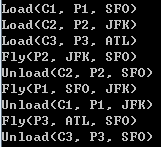 Load(C1, P1, SFO)
Load(C2, P2, JFK)
Load(C3, P3, ATL)
Fly(P2, JFK, SFO)
Unload(C2, P2, SFO)
Fly(P1, SFO, JFK)
Unload(C1, P1, JFK)
Fly(P3, ATL, SFO)
Unload(C3, P3, SFO)